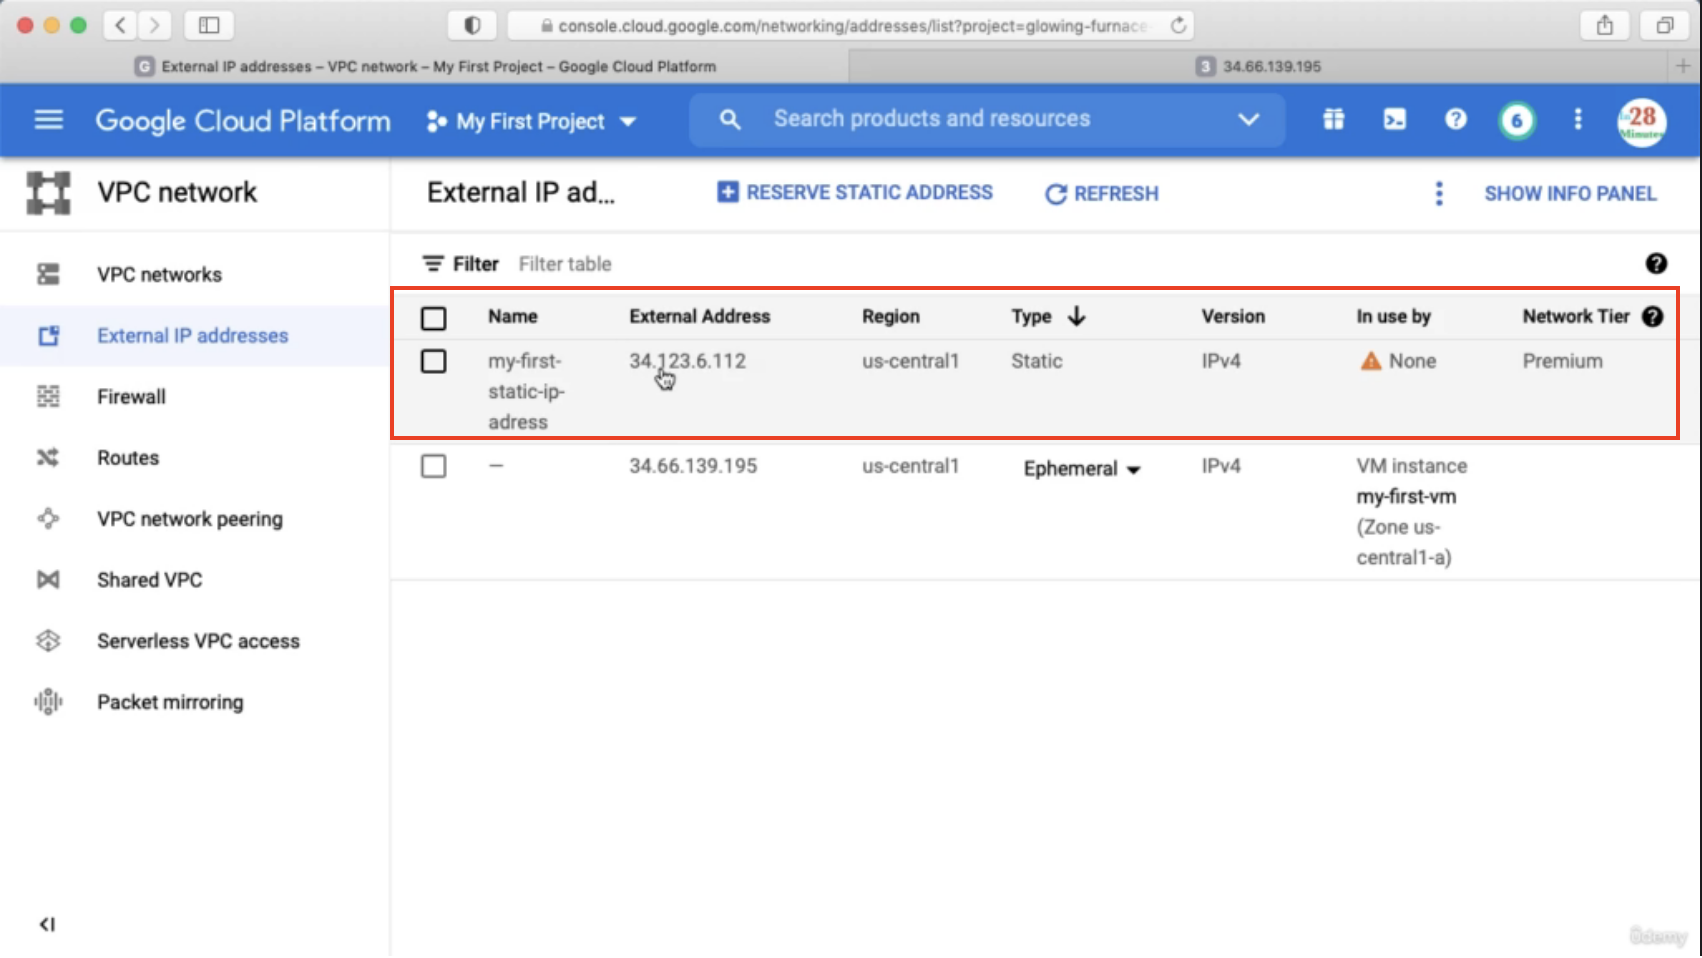 console.cloud.google.com/networking/addresses/list?project=glowing-furnace-
G External IP addresses – VPC network – My First Project – Google Cloud Platform
3 34.66.139.195
Google Cloud Platform
My First Project
Search products and resources
6
28
Minutes
VPC network
External IP ad...
RESERVE STATIC ADDRESS
REFRESH
SHOW INFO PANEL
VPC networks
External IP addresses
Firewall
Routes
VPC network peering
Shared VPC
Serverless VPC access
Packet mirroring
Filter Filter table
Name External Address Region Type Version In use by Network Tier
my-first-
static-ip-
adress
34.123.6.112 us-central1 Static IPv4 None Premium
— 34.66.139.195 us-central1 Ephemeral IPv4 VM instance
my-first-vm
(Zone us-
central1-a)
ûdemy